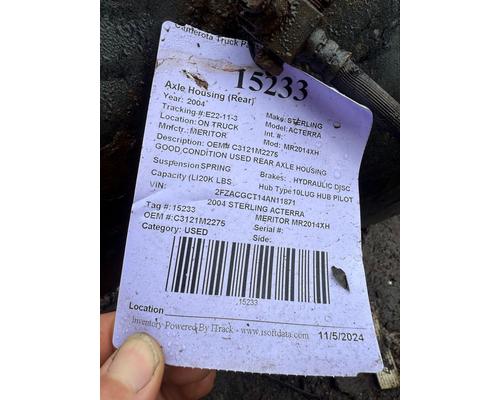 Camerota Truck Pa
15233
Axle Housing (Rear)
Year: 2004 Make: STERLING
Tracking #:E22-11-3 Model: ACTERRA
Location: ON TRUCK Int. #:
Mnfctr.: MERITOR Mod: MR2014XH
Description: OEM# C3121M2275
GOOD CONDITION USED REAR AXLE HOUSING
Suspension SPRING Brakes: HYDRAULIC DISC
Capacity (L)20K LBS Hub Type 10LUG HUB PILOT
VIN: 2FZACGCT14AN11871
2004 STERLING ACTERRA
Tag #: 15233 MERITOR MR2014XH
OEM #:C3121M2275 Serial #:
Category: USED Side:
15233
Location
Inventory Powered By ITrack - www.isoftdata.com 11/5/2024